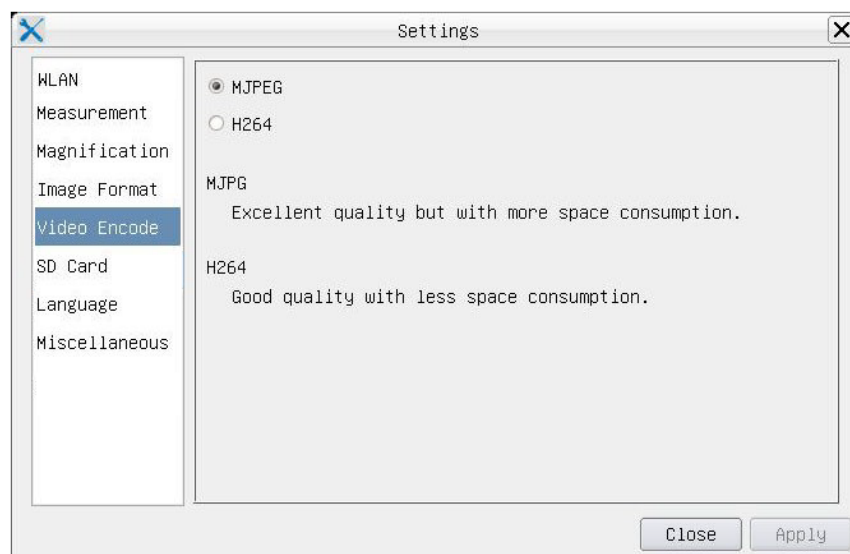 Settings
WLAN
Measurement
Magnification
Image Format
Video Encode
SD Card
Language
Miscellaneous
MJPEG
H264
MJPG
Excellent quality but with more space consumption.
H264
Good quality with less space consumption.
Close
Apply